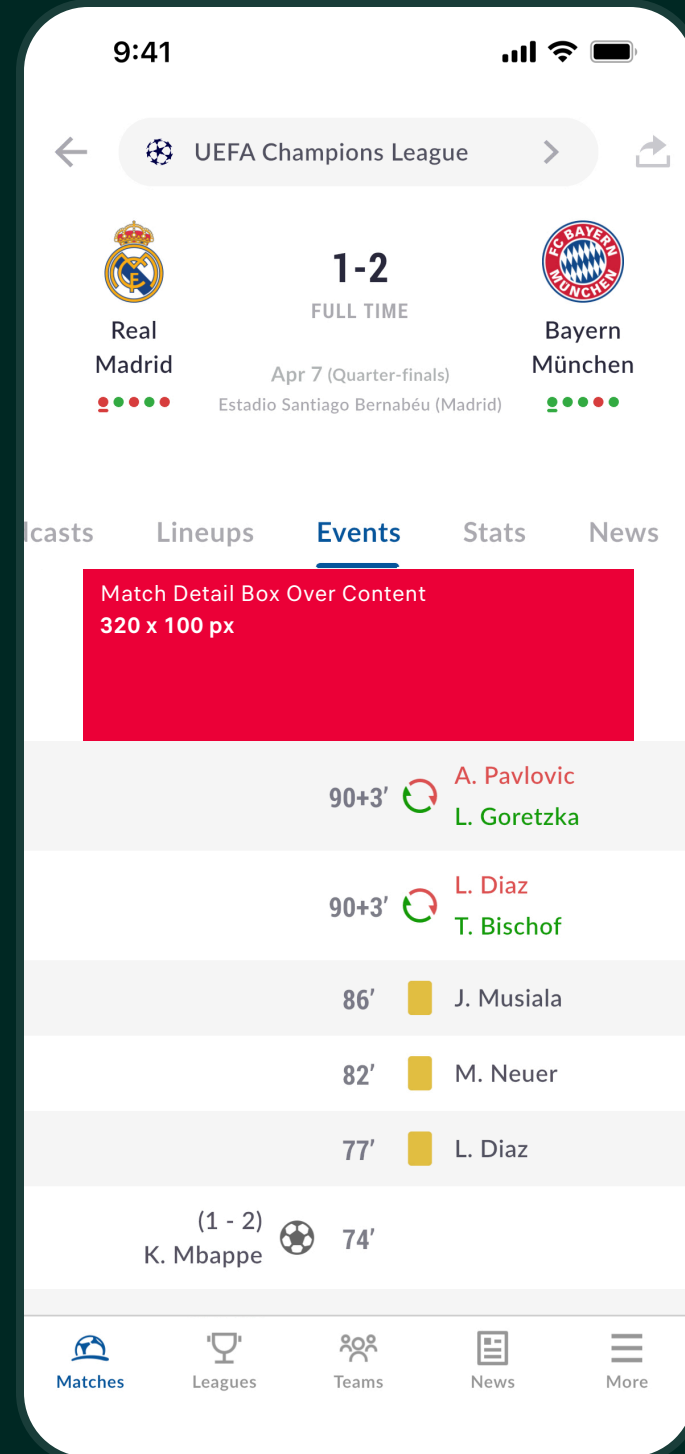 9:41
UEFA Champions League
FC BAYERN
MÜNCHEN
1-2
FULL TIME
Real
Madrid
Bayern
München
Apr 7 (Quarter-finals)
Estadio Santiago Bernabéu (Madrid)
lcasts Lineups Events Stats News
Match Detail Box Over Content
320 x 100 px
90+3′ A. Pavlovic
L. Goretzka
90+3′ L. Diaz
T. Bischof
86′ J. Musiala
82′ M. Neuer
77′ L. Diaz
(1 - 2)
K. Mbappe 74′
Matches Leagues Teams News More